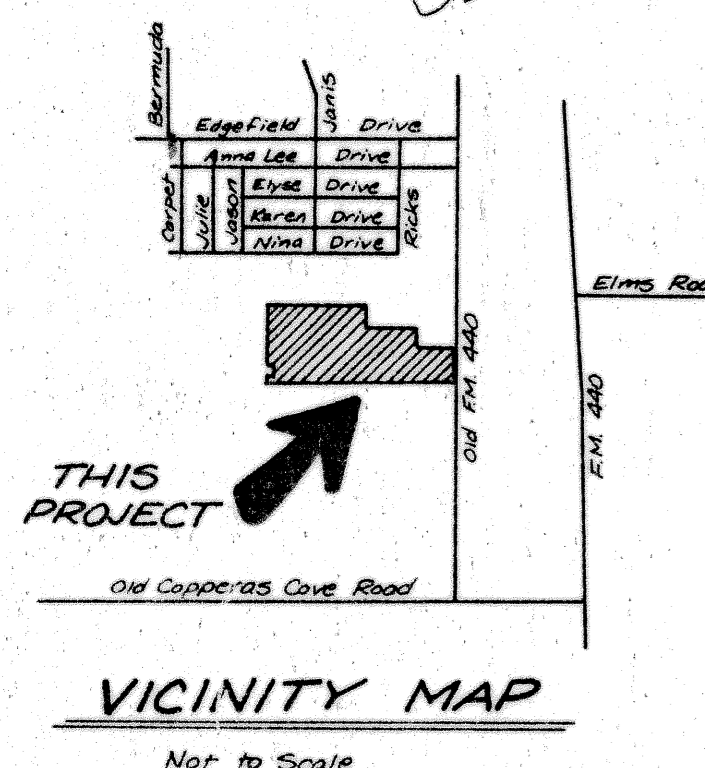 Bermuda
Janis
Edgefield Drive
Anna Lee Drive
Elyse Drive
Karen Drive
Nina Drive
Carpet
Julie
Jason
Ricks
Elms
Old F.M. 440
F.M. 440
THIS
PROJECT
Old Copperas Cove Road
VICINITY MAP
Not to Scale